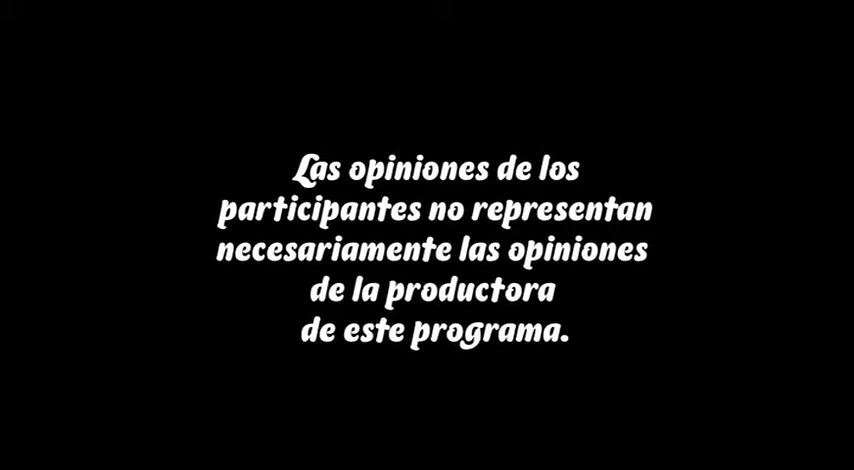 Las opiniones de los
participantes no representan
necesariamente las opiniones
de la productora
de este programa.